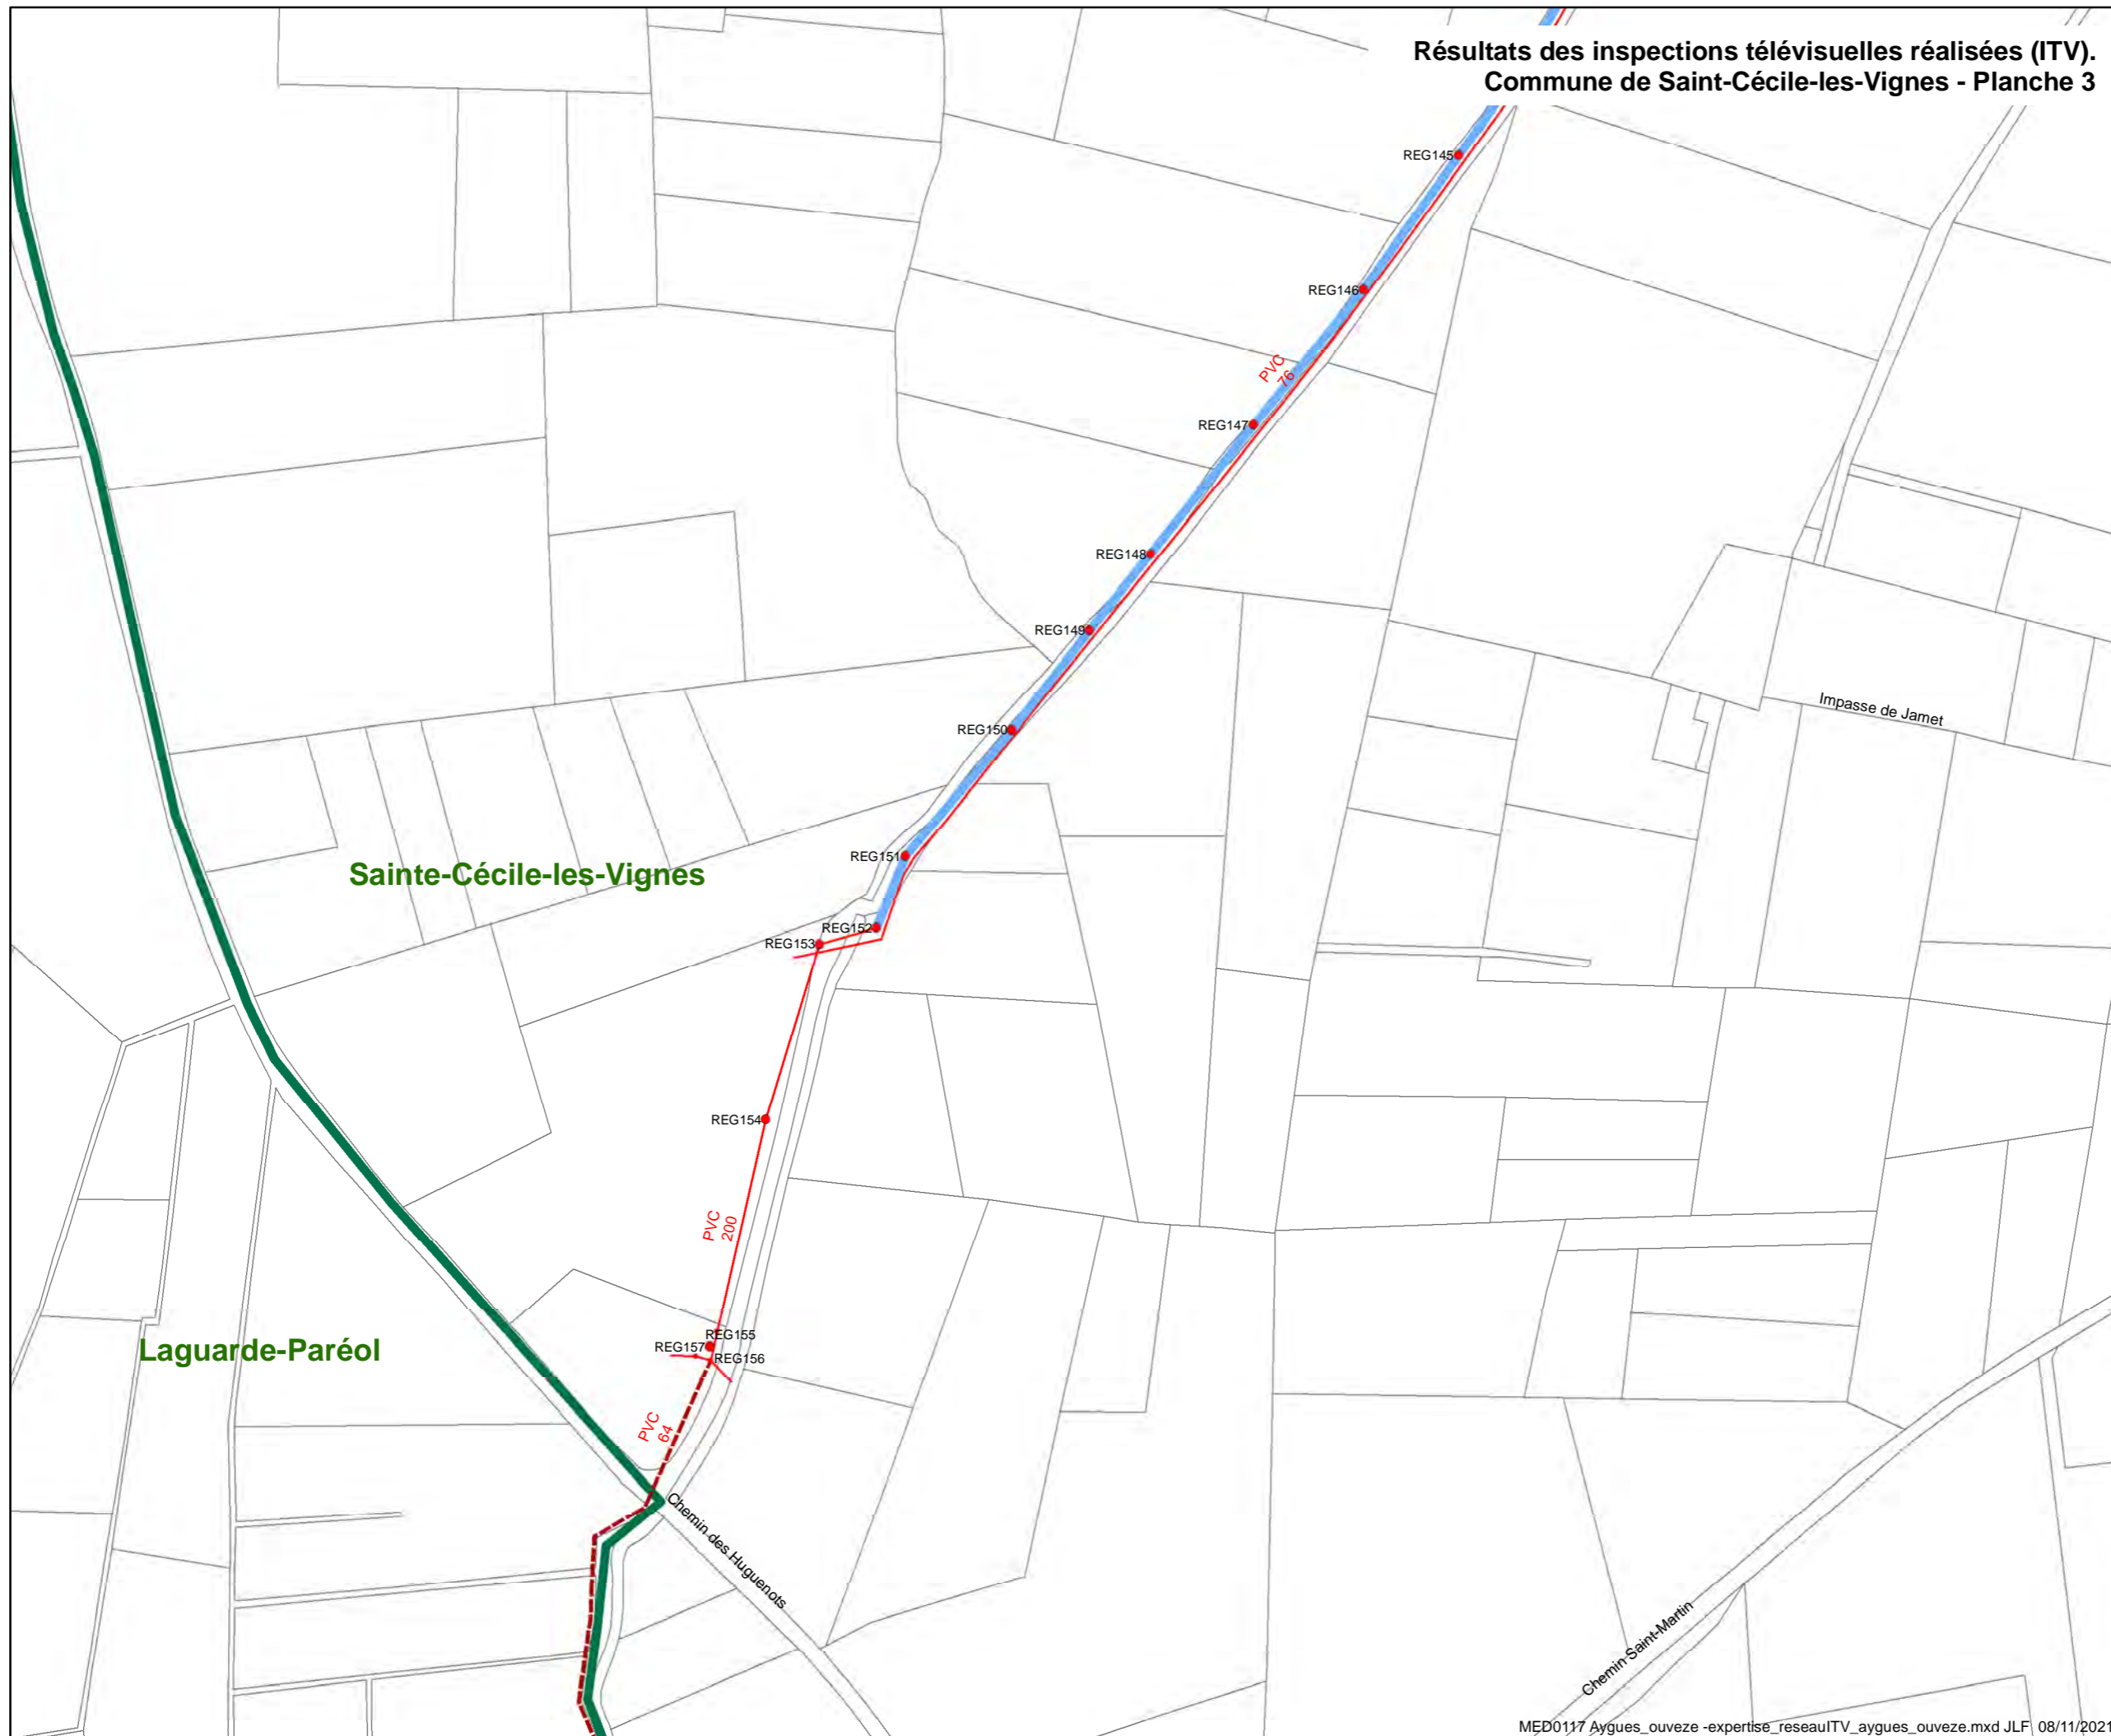 Résultats des inspections télévisuelles réalisées (ITV).
Commune de Saint-Cécile-les-Vignes - Planche 3
REG145
REG146
PVC
76
REG147
REG148
REG149
Impasse de Jamet
REG150
REG151
Sainte-Cécile-les-Vignes
REG152
REG153
REG154
PVC
200
REG155
REG157
REG156
Laguarde-Paréol
PVC
64
Chemin des Huguenots
Chemin Saint-Martin
MED0117 Aygues_ouveze -expertise_reseauITV_aygues_ouveze.mxd JLF 08/11/2021